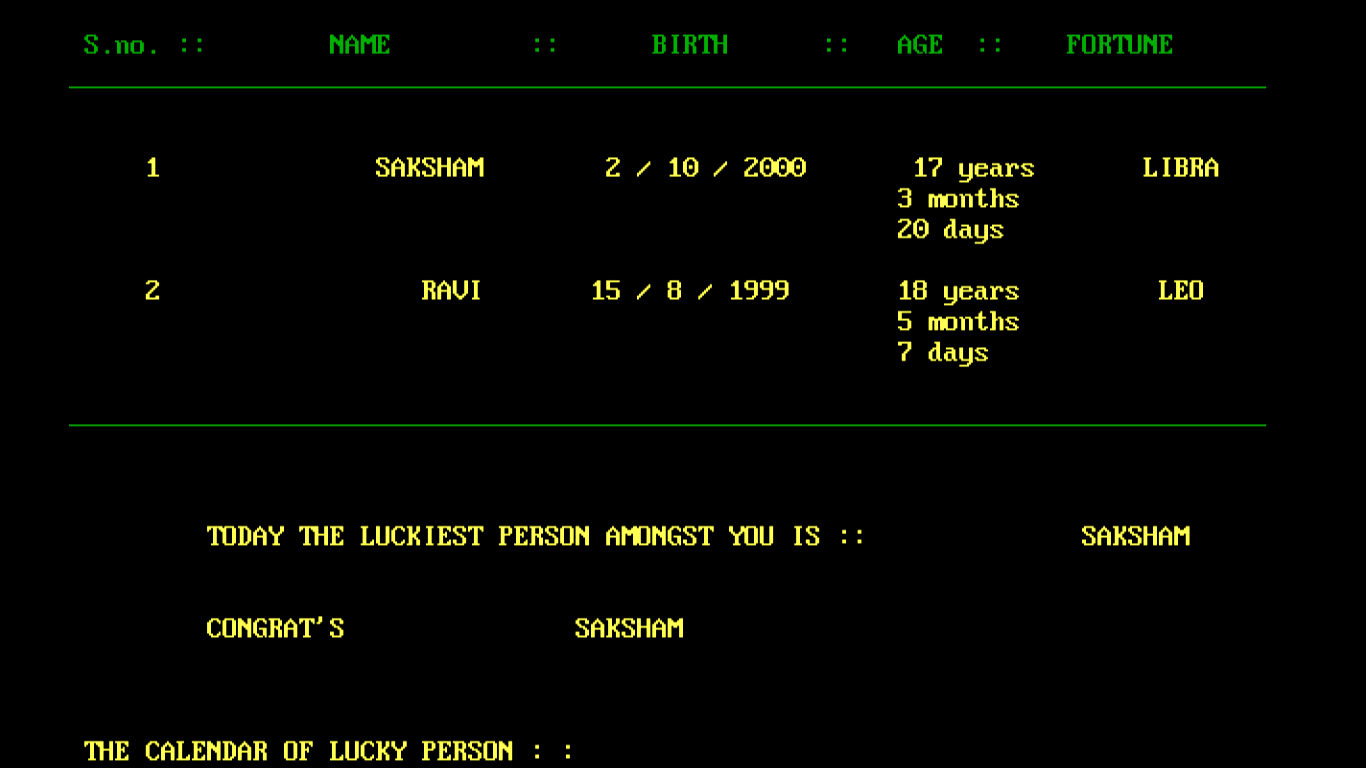 S.no. :: NAME :: BIRTH :: AGE :: FORTUNE
1 SAKSHAM 2 / 10 / 2000 17 years LIBRA
3 months
20 days
2 RAVI 15 / 8 / 1999 18 years LEO
5 months
7 days
TODAY THE LUCKIEST PERSON AMONGST YOU IS :: SAKSHAM
CONGRAT'S SAKSHAM
THE CALENDAR OF LUCKY PERSON : :